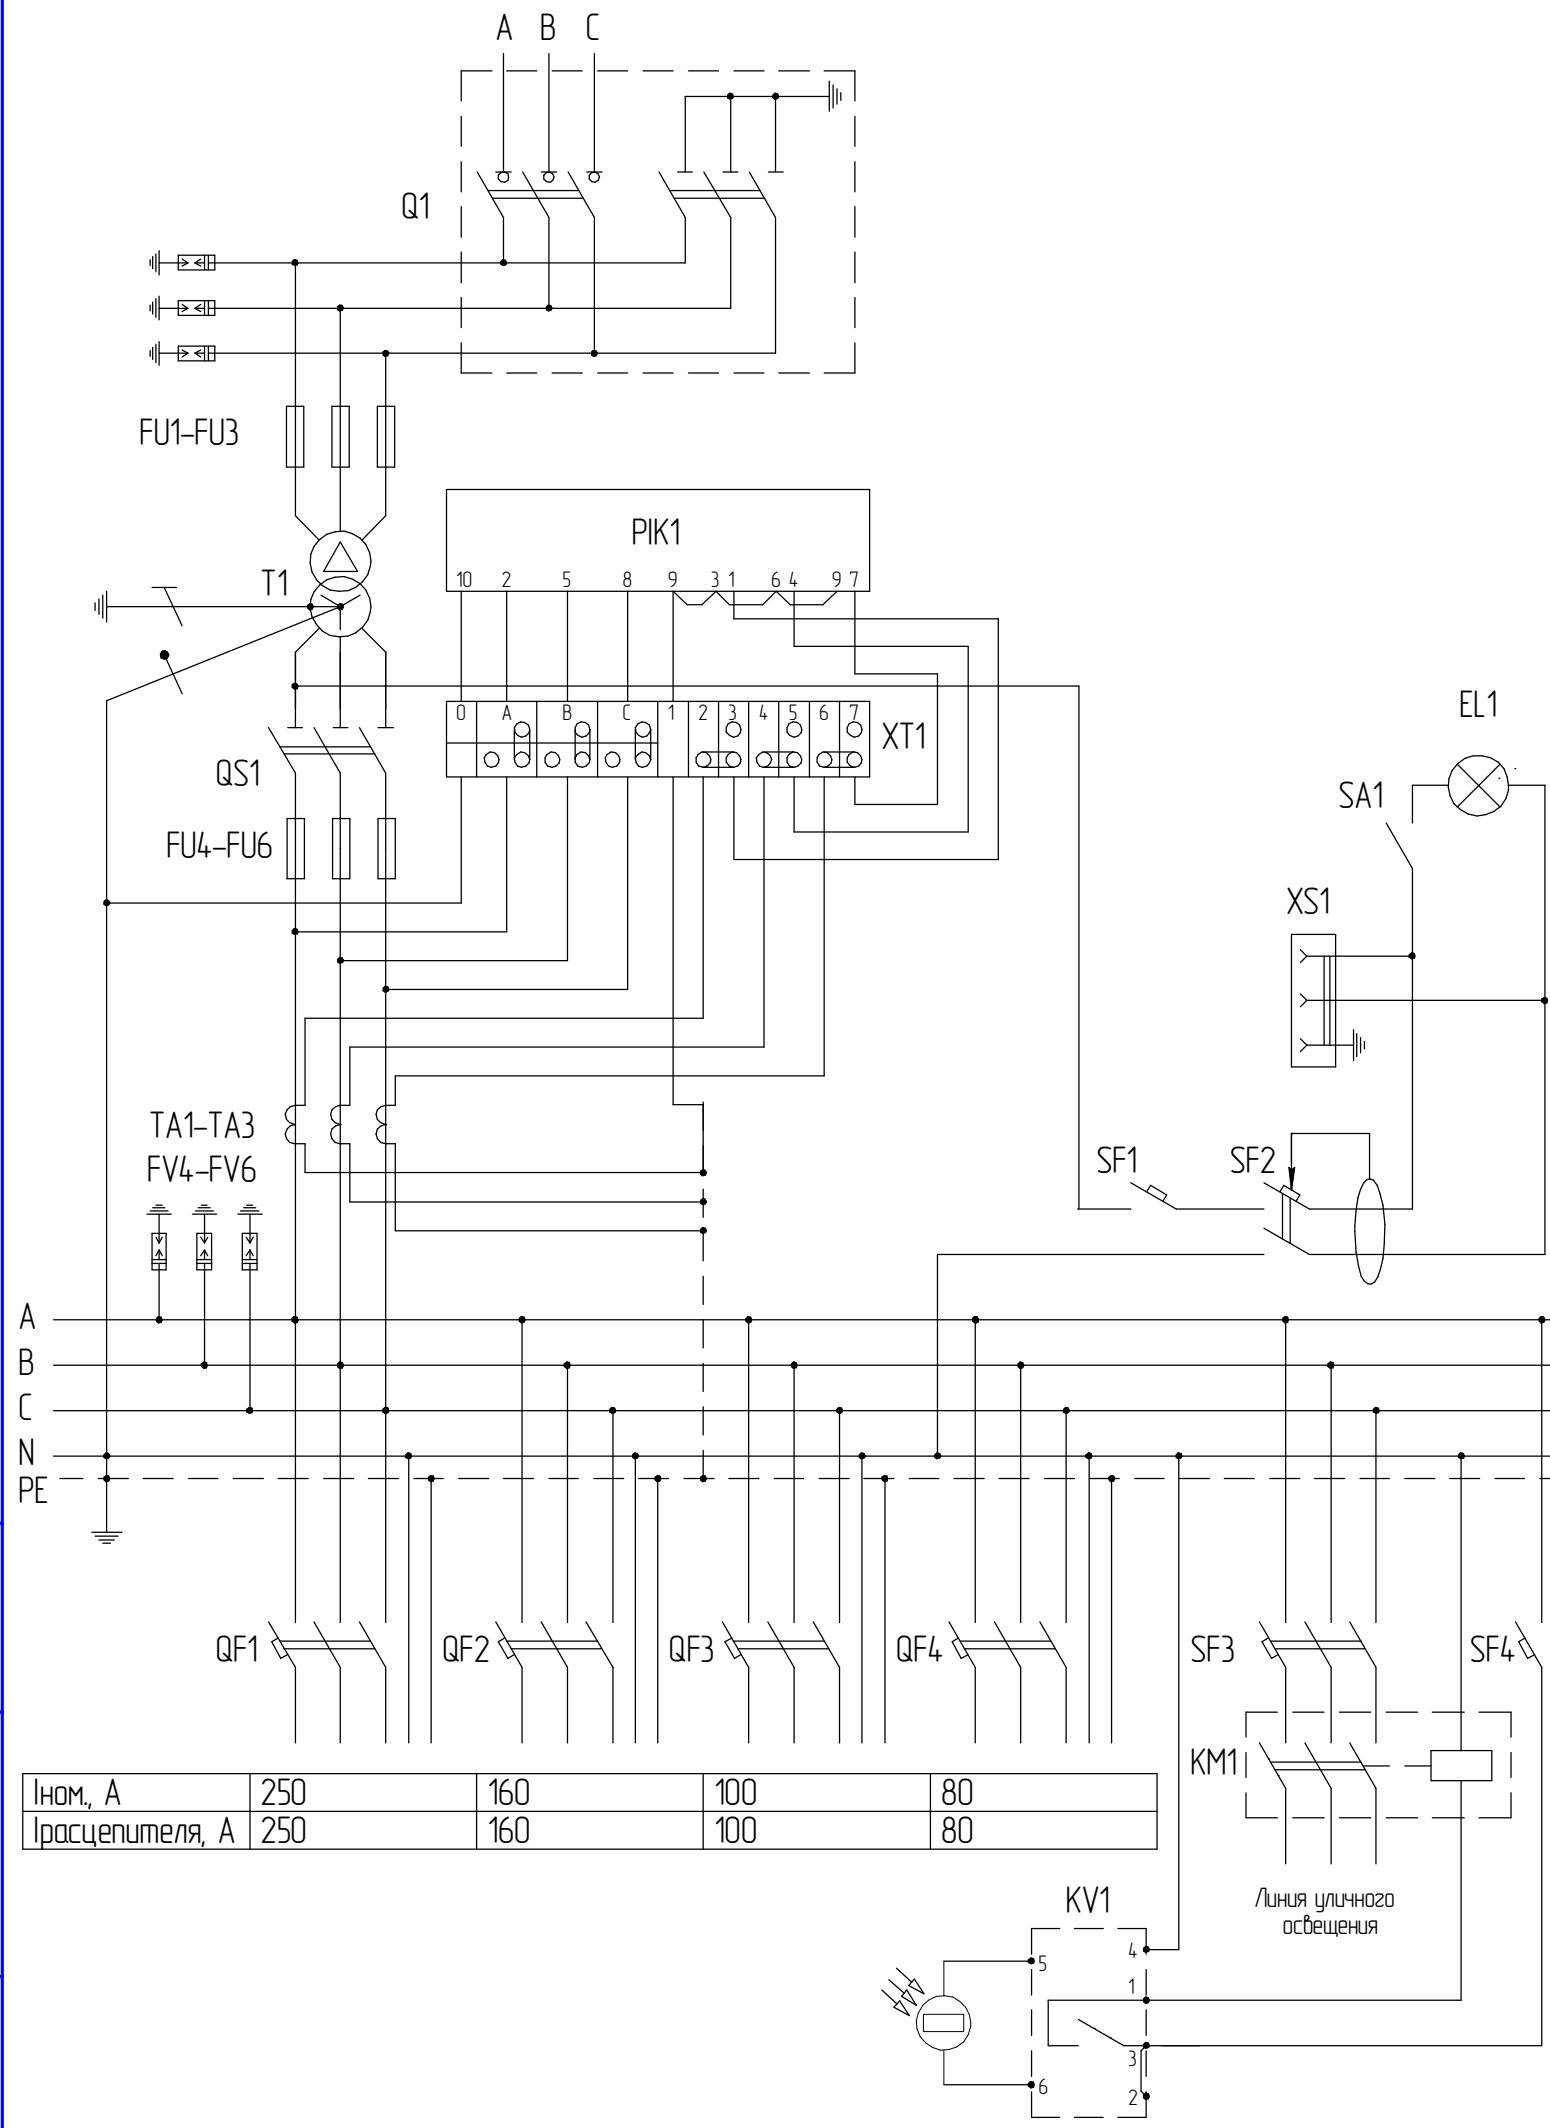 A B C
Q1
FU1-FU3
PIK1
10 2 5 8 9 3 1 6 4 9 7
T1
0 A B C 1 2 3 4 5 6 7
XT1
EL1
QS1
SA1
FU4-FU6
XS1
TA1-TA3
FV4-FV6
SF1
SF2
A
B
C
N
PE
QF1
QF2
QF3
QF4
SF3
SF4
KM1
Iном., А 250 160 100 80
Iрасцепителя, А 250 160 100 80
Линия уличного
освещения
KV1
4
5
1
3
6
2